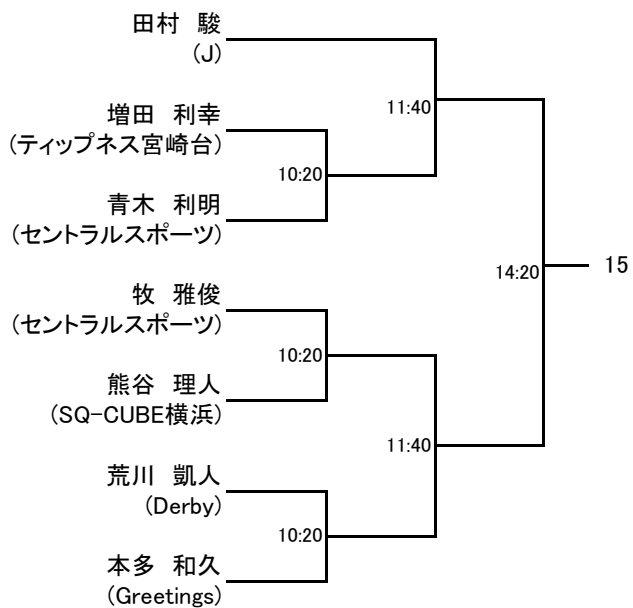 田村 駿
(J)
11:40
増田 利幸
(ティップネス宮崎台)
10:20
青木 利明
(セントラルスポーツ)
14:20
15
牧 雅俊
(セントラルスポーツ)
10:20
熊谷 理人
(SQ-CUBE横浜)
11:40
荒川 凱人
(Derby)
10:20
本多 和久
(Greetings)